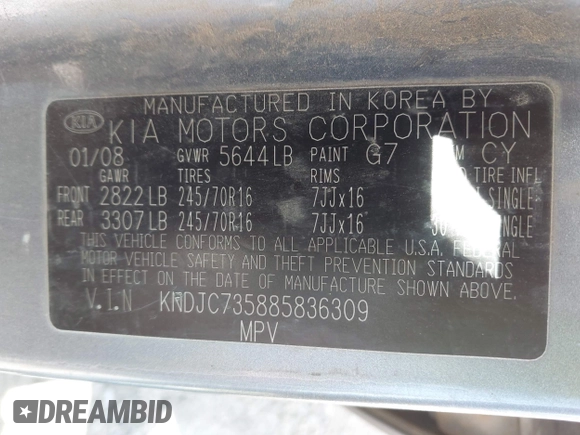 MANUFACTURED IN KOREA BY
KIA KIA MOTORS CORPORATION
01/08 GVWR 5644LB PAINT G7 CY
GAWR TIRES RIMS TIRE INFL
FRONT 2822LB 245/70R16 7JJx16 SINGLE
REAR 3307LB 245/70R16 7JJx16
THIS VEHICLE CONFORMS TO ALL APPLICABLE U.S.A. FEDERAL
MOTOR VEHICLE SAFETY AND THEFT PREVENTION STANDARDS
IN EFFECT ON THE DATE OF MANUFACTURE SHOWN ABOVE.
V.I.N KNDJC735885836309
MPV
DREAMBID